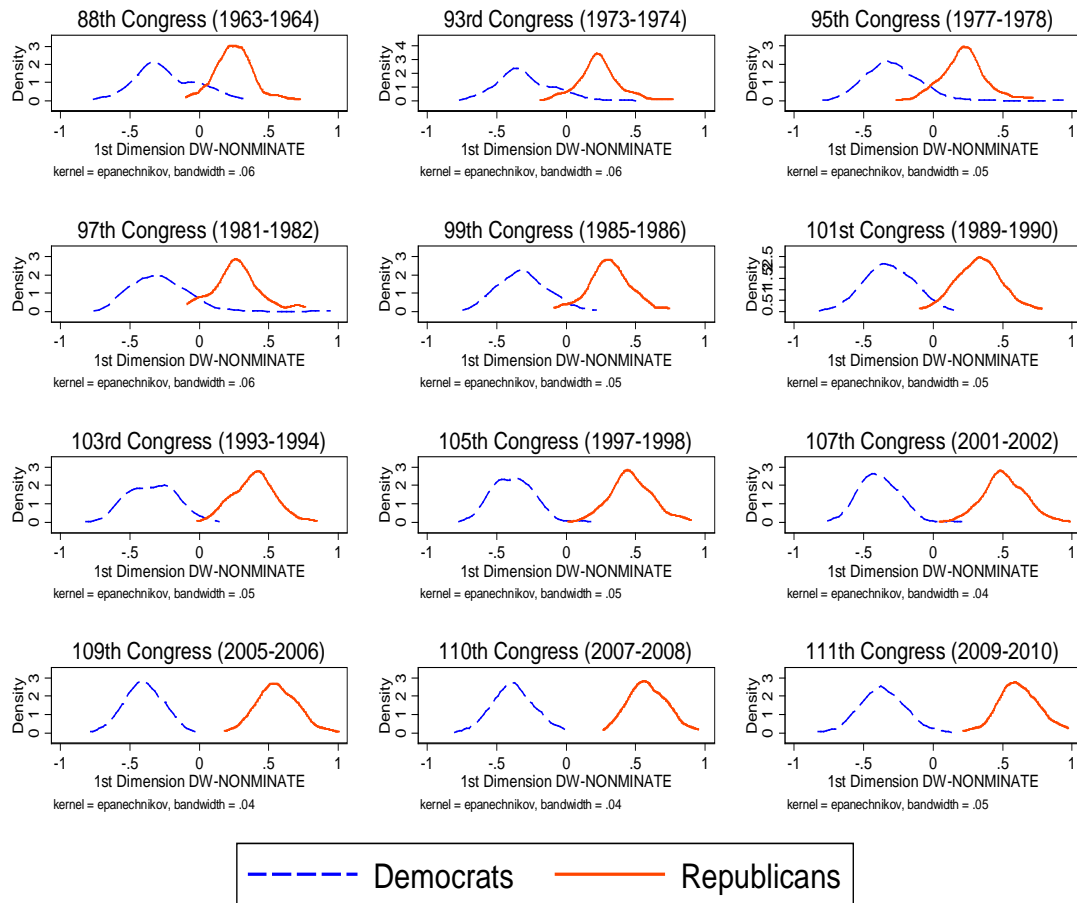 88th Congress (1963-1964)
Density
0 1 2 3
-1 -.5 0 .5 1
1st Dimension DW-NONMINATE
kernel = epanechnikov, bandwidth = .06
93rd Congress (1973-1974)
Density
0 1 2 3 4
-1 -.5 0 .5 1
1st Dimension DW-NONMINATE
kernel = epanechnikov, bandwidth = .06
95th Congress (1977-1978)
Density
0 1 2 3
-1 -.5 0 .5 1
1st Dimension DW-NONMINATE
kernel = epanechnikov, bandwidth = .05
97th Congress (1981-1982)
Density
0 1 2 3
-1 -.5 0 .5 1
1st Dimension DW-NONMINATE
kernel = epanechnikov, bandwidth = .06
99th Congress (1985-1986)
Density
0 1 2 3
-1 -.5 0 .5 1
1st Dimension DW-NONMINATE
kernel = epanechnikov, bandwidth = .05
101st Congress (1989-1990)
Density
0 .5 1 1.5 2 2.5
-1 -.5 0 .5 1
1st Dimension DW-NONMINATE
kernel = epanechnikov, bandwidth = .05
103rd Congress (1993-1994)
Density
0 1 2 3
-1 -.5 0 .5 1
1st Dimension DW-NONMINATE
kernel = epanechnikov, bandwidth = .05
105th Congress (1997-1998)
Density
0 1 2 3
-1 -.5 0 .5 1
1st Dimension DW-NONMINATE
kernel = epanechnikov, bandwidth = .05
107th Congress (2001-2002)
Density
0 1 2 3
-1 -.5 0 .5 1
1st Dimension DW-NONMINATE
kernel = epanechnikov, bandwidth = .04
109th Congress (2005-2006)
Density
0 1 2 3
-1 -.5 0 .5 1
1st Dimension DW-NONMINATE
kernel = epanechnikov, bandwidth = .04
110th Congress (2007-2008)
Density
0 1 2 3
-1 -.5 0 .5 1
1st Dimension DW-NONMINATE
kernel = epanechnikov, bandwidth = .04
111th Congress (2009-2010)
Density
0 1 2 3
-1 -.5 0 .5 1
1st Dimension DW-NONMINATE
kernel = epanechnikov, bandwidth = .05
Democrats Republicans